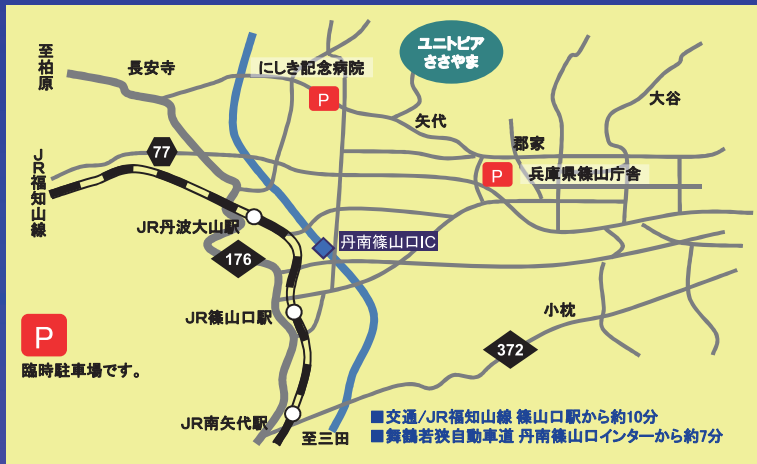 至柏原
長安寺
にしき記念病院
ユニトピア
ささやま
P
矢代
大谷
郡家
77
JR福知山線
P
兵庫県篠山庁舎
JR丹波大山駅
丹南篠山口IC
176
JR篠山口駅
小枕
P
臨時駐車場です。
372
JR南矢代駅
至三田
■交通/JR福知山線 篠山口駅から約10分
■舞鶴若狭自動車道 丹南篠山口インターから約7分